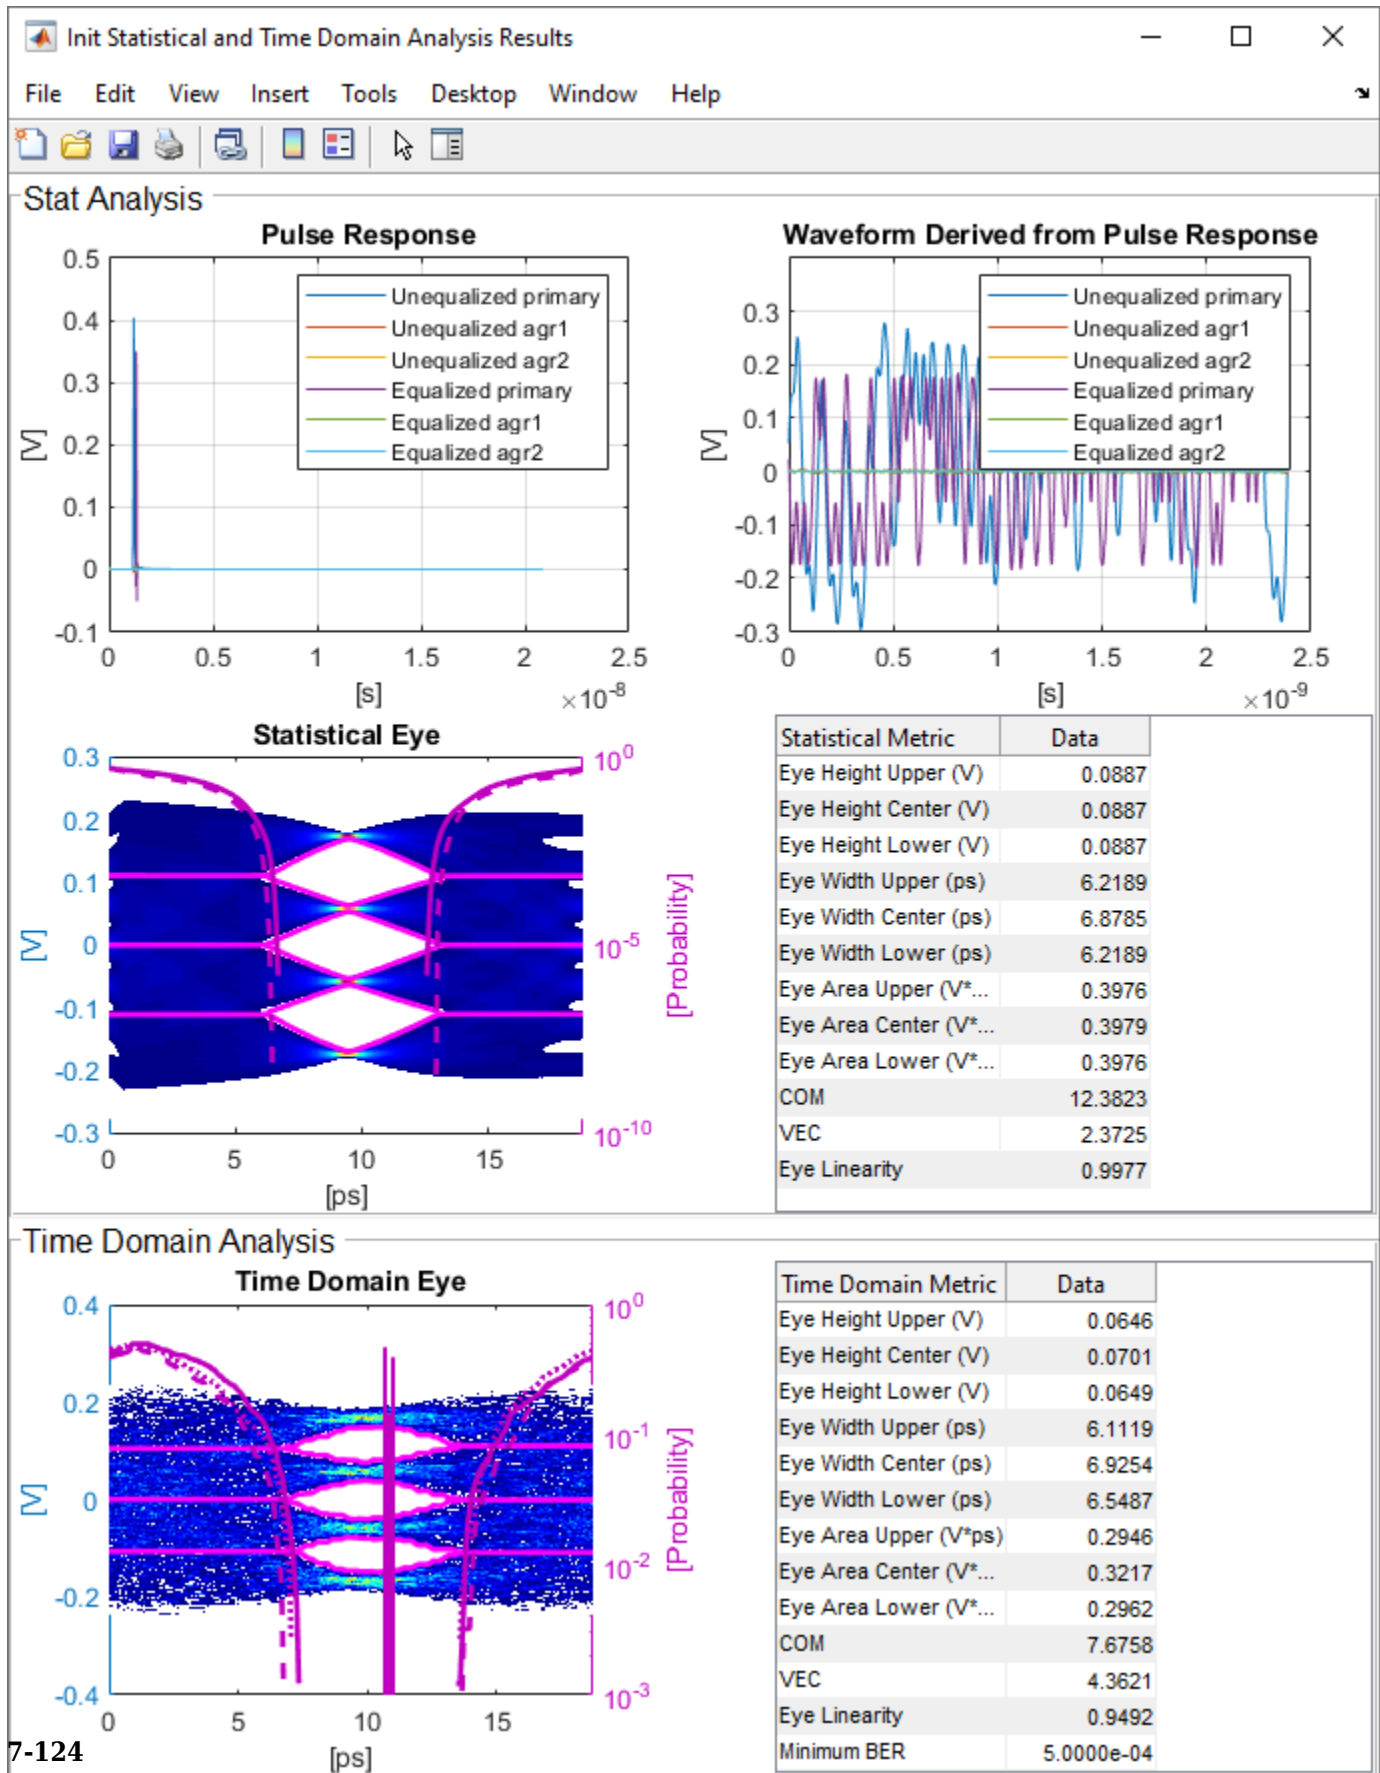 Init Statistical and Time Domain Analysis Results
File Edit View Insert Tools Desktop Window Help
Stat Analysis
Pulse Response
0.5
0.4
0.3
0.2
0.1
0
-0.1
[V]
Unequalized primary
Unequalized agr1
Unequalized agr2
Equalized primary
Equalized agr1
Equalized agr2
0 0.5 1 1.5 2 2.5
[s]
×10-8
Waveform Derived from Pulse Response
0.3
0.2
0.1
0
-0.1
-0.2
-0.3
[V]
Unequalized primary
Unequalized agr1
Unequalized agr2
Equalized primary
Equalized agr1
Equalized agr2
0 0.5 1 1.5 2 2.5
[s]
×10-9
Statistical Eye
0.3
0.2
0.1
0
-0.1
-0.2
-0.3
[V]
100
10-5
10-10
[Probability]
0 5 10 15
[ps]
Statistical Metric Data
Eye Height Upper (V) 0.0887
Eye Height Center (V) 0.0887
Eye Height Lower (V) 0.0887
Eye Width Upper (ps) 6.2189
Eye Width Center (ps) 6.8785
Eye Width Lower (ps) 6.2189
Eye Area Upper (V*... 0.3976
Eye Area Center (V*... 0.3979
Eye Area Lower (V*... 0.3976
COM 12.3823
VEC 2.3725
Eye Linearity 0.9977
Time Domain Analysis
Time Domain Eye
0.4
0.2
0
-0.2
-0.4
[V]
100
10-1
10-2
10-3
[Probability]
0 5 10 15
[ps]
Time Domain Metric Data
Eye Height Upper (V) 0.0646
Eye Height Center (V) 0.0701
Eye Height Lower (V) 0.0649
Eye Width Upper (ps) 6.1119
Eye Width Center (ps) 6.9254
Eye Width Lower (ps) 6.5487
Eye Area Upper (V*ps) 0.2946
Eye Area Center (V*... 0.3217
Eye Area Lower (V*... 0.2962
COM 7.6758
VEC 4.3621
Eye Linearity 0.9492
Minimum BER 5.0000e-04
7-124